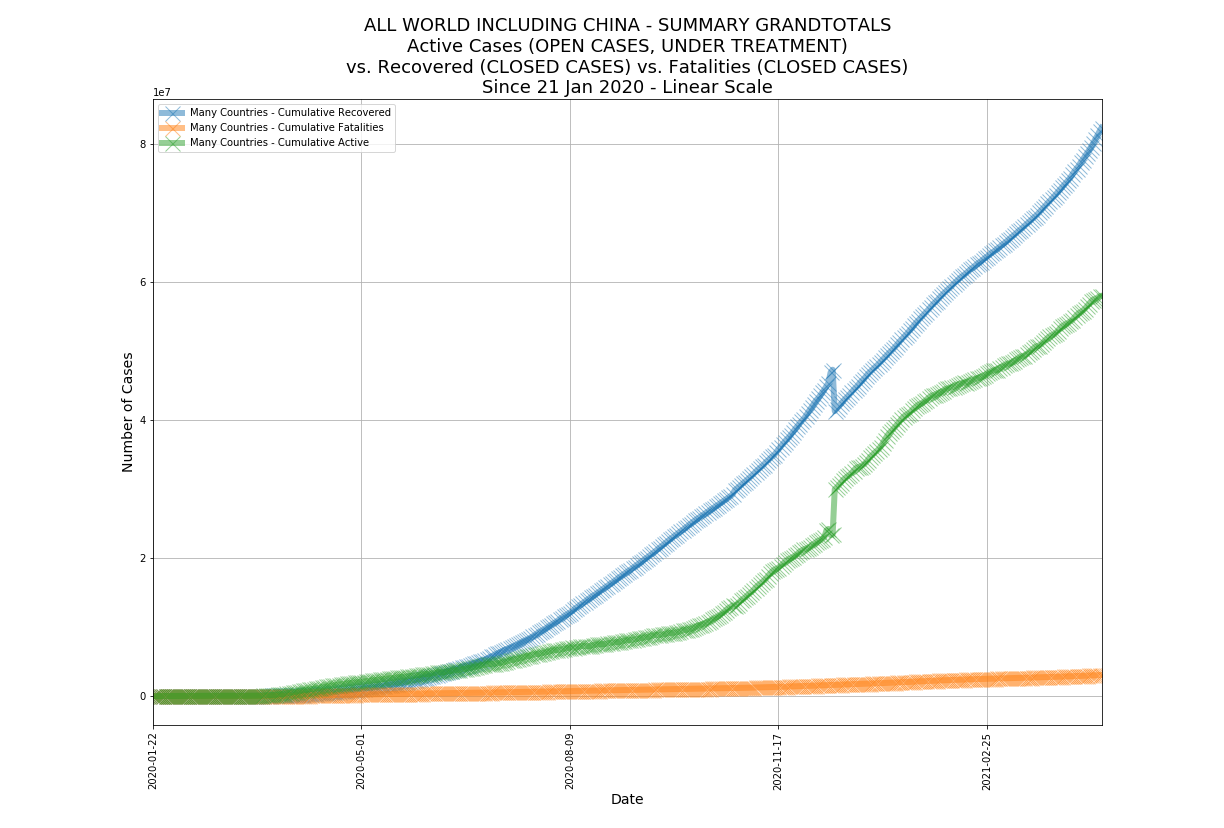 ALL WORLD INCLUDING CHINA - SUMMARY GRANDTOTALS
Active Cases (OPEN CASES, UNDER TREATMENT)
vs. Recovered (CLOSED CASES) vs. Fatalities (CLOSED CASES)
Since 21 Jan 2020 - Linear Scale
1e7
Many Countries - Cumulative Recovered
Many Countries - Cumulative Fatalities
Many Countries - Cumulative Active
8
6
4
2
0
Number of Cases
2020-01-22
2020-05-01
2020-08-09
2020-11-17
2021-02-25
Date